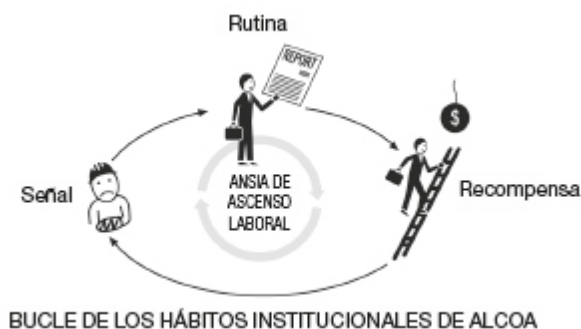 Rutina
REPORT
$
Señal
ANSIA DE
ASCENSO
LABORAL
Recompensa
BUCLE DE LOS HÁBITOS INSTITUCIONALES DE ALCOA